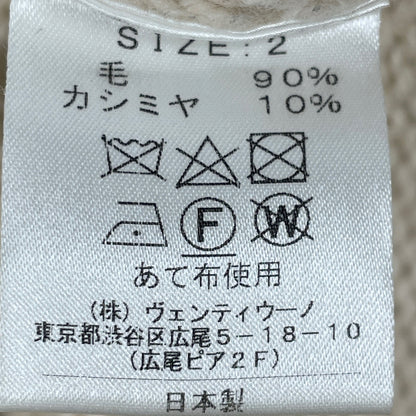 SIZE:2
毛 90%
カシミヤ 10%
F W
あて布使用
(株) ヴェンティウーノ
東京都渋谷区広尾5-18-10
(広尾ピア2F)
日本製